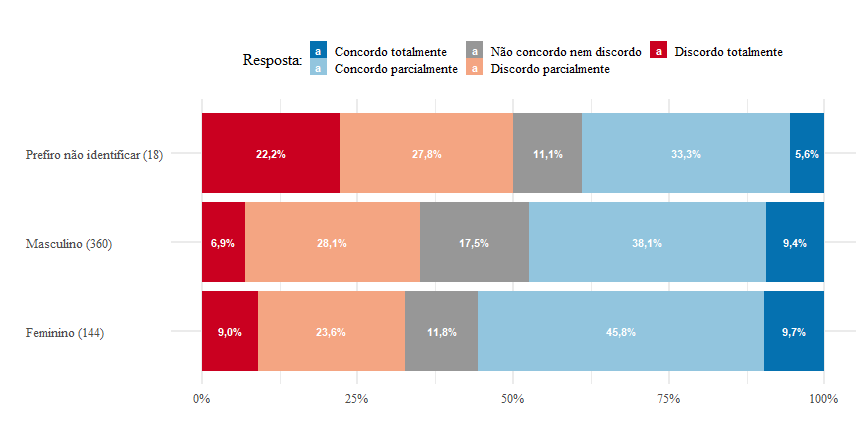 Resposta:
a Concordo totalmente a Não concordo nem discordo a Discordo totalmente
a Concordo parcialmente a Discordo parcialmente
Prefiro não identificar (18) 22,2% 27,8% 11,1% 33,3% 5,6%
Masculino (360) 6,9% 28,1% 17,5% 38,1% 9,4%
Feminino (144) 9,0% 23,6% 11,8% 45,8% 9,7%
0% 25% 50% 75% 100%